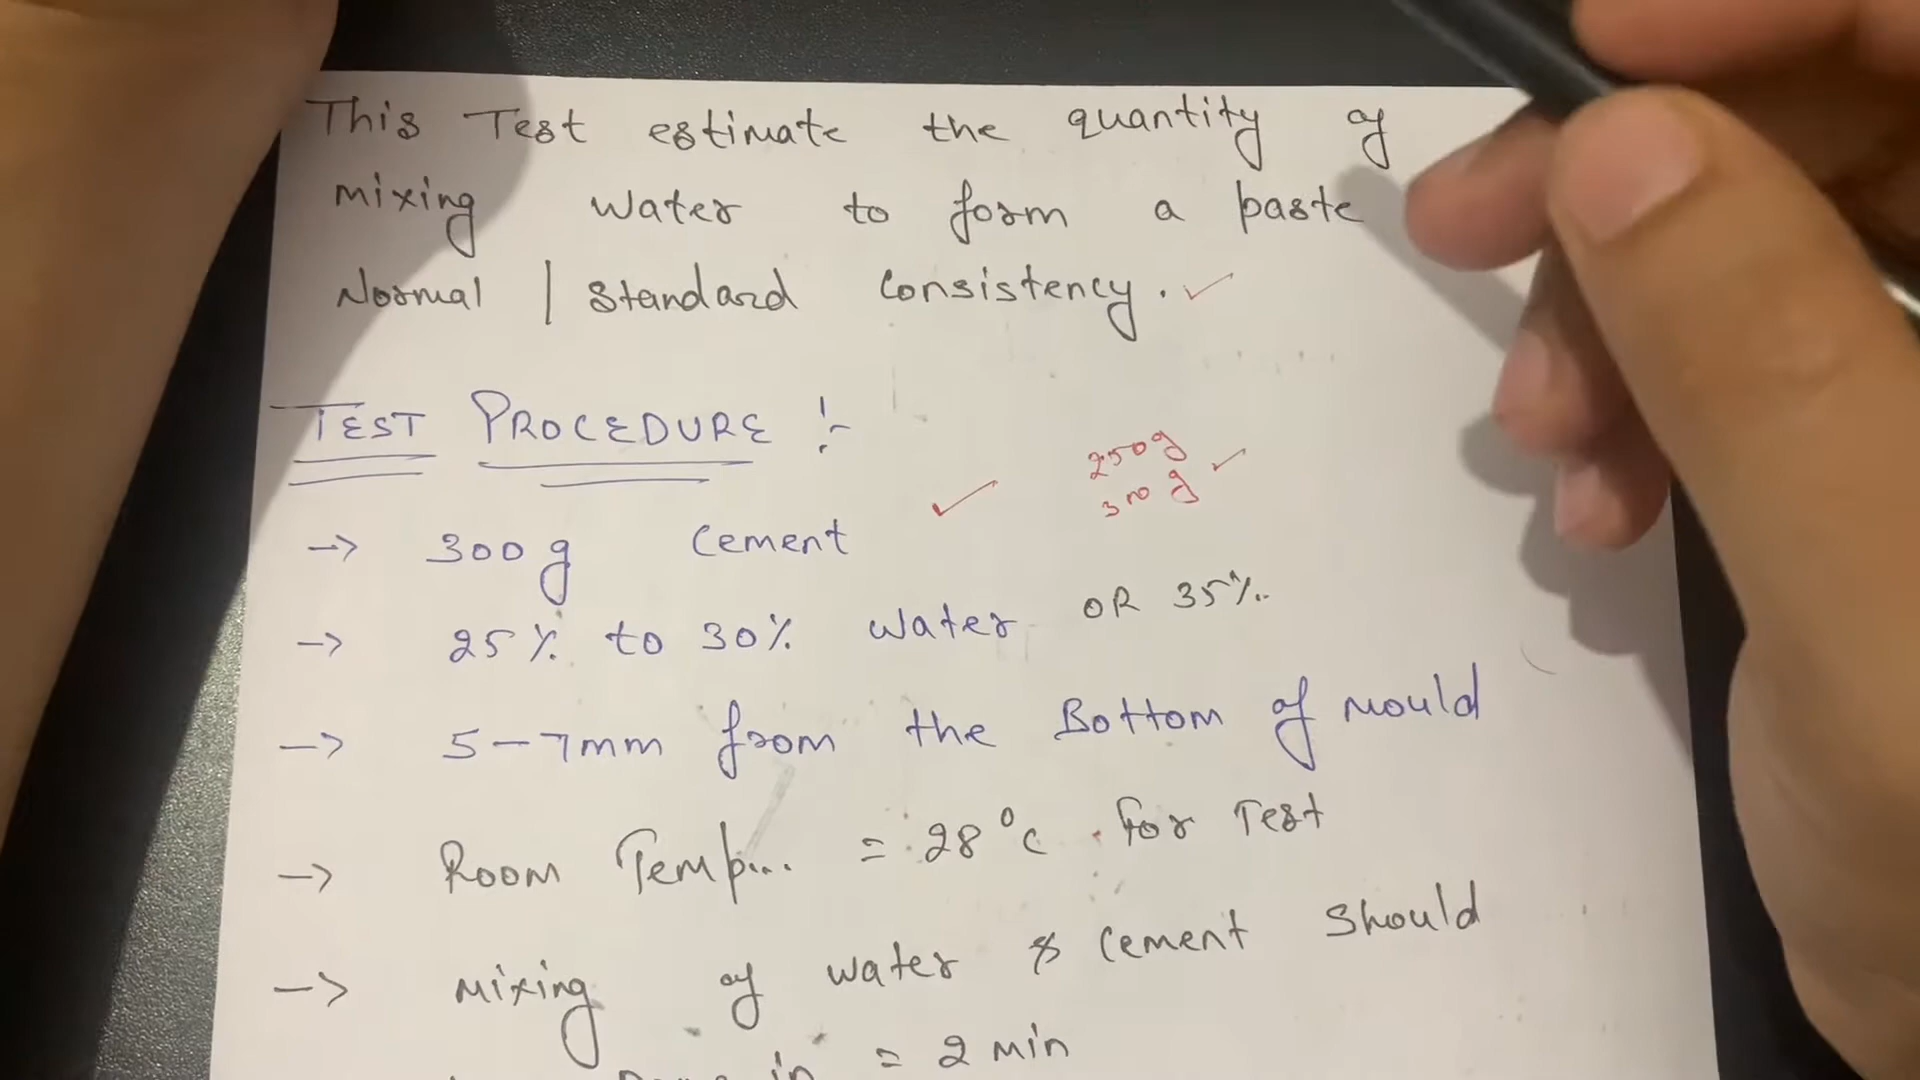 This Test estimate the quantity of
mixing water to form a paste
Normal | Standard Consistency.
TEST PROCEDURE :-
250g
300g
-> 300g Cement
-> 25% to 30% water OR 35%.
-> 5-7mm from the Bottom of mould
-> Room Temp... = 28°C. for Test
-> mixing of water & cement should
in = 2 min